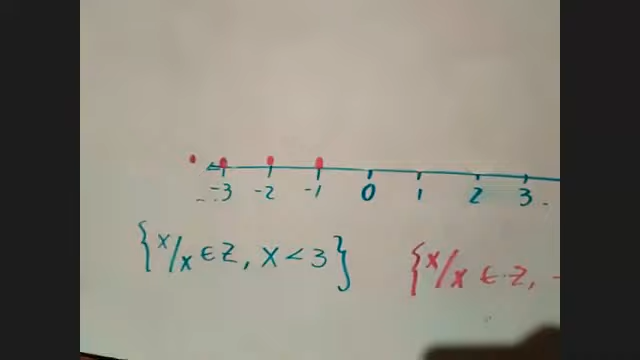 -3 -2 -1 0 1 2 3
{x/x ∈ Z, x < 3} {x/x ∈ Z, -